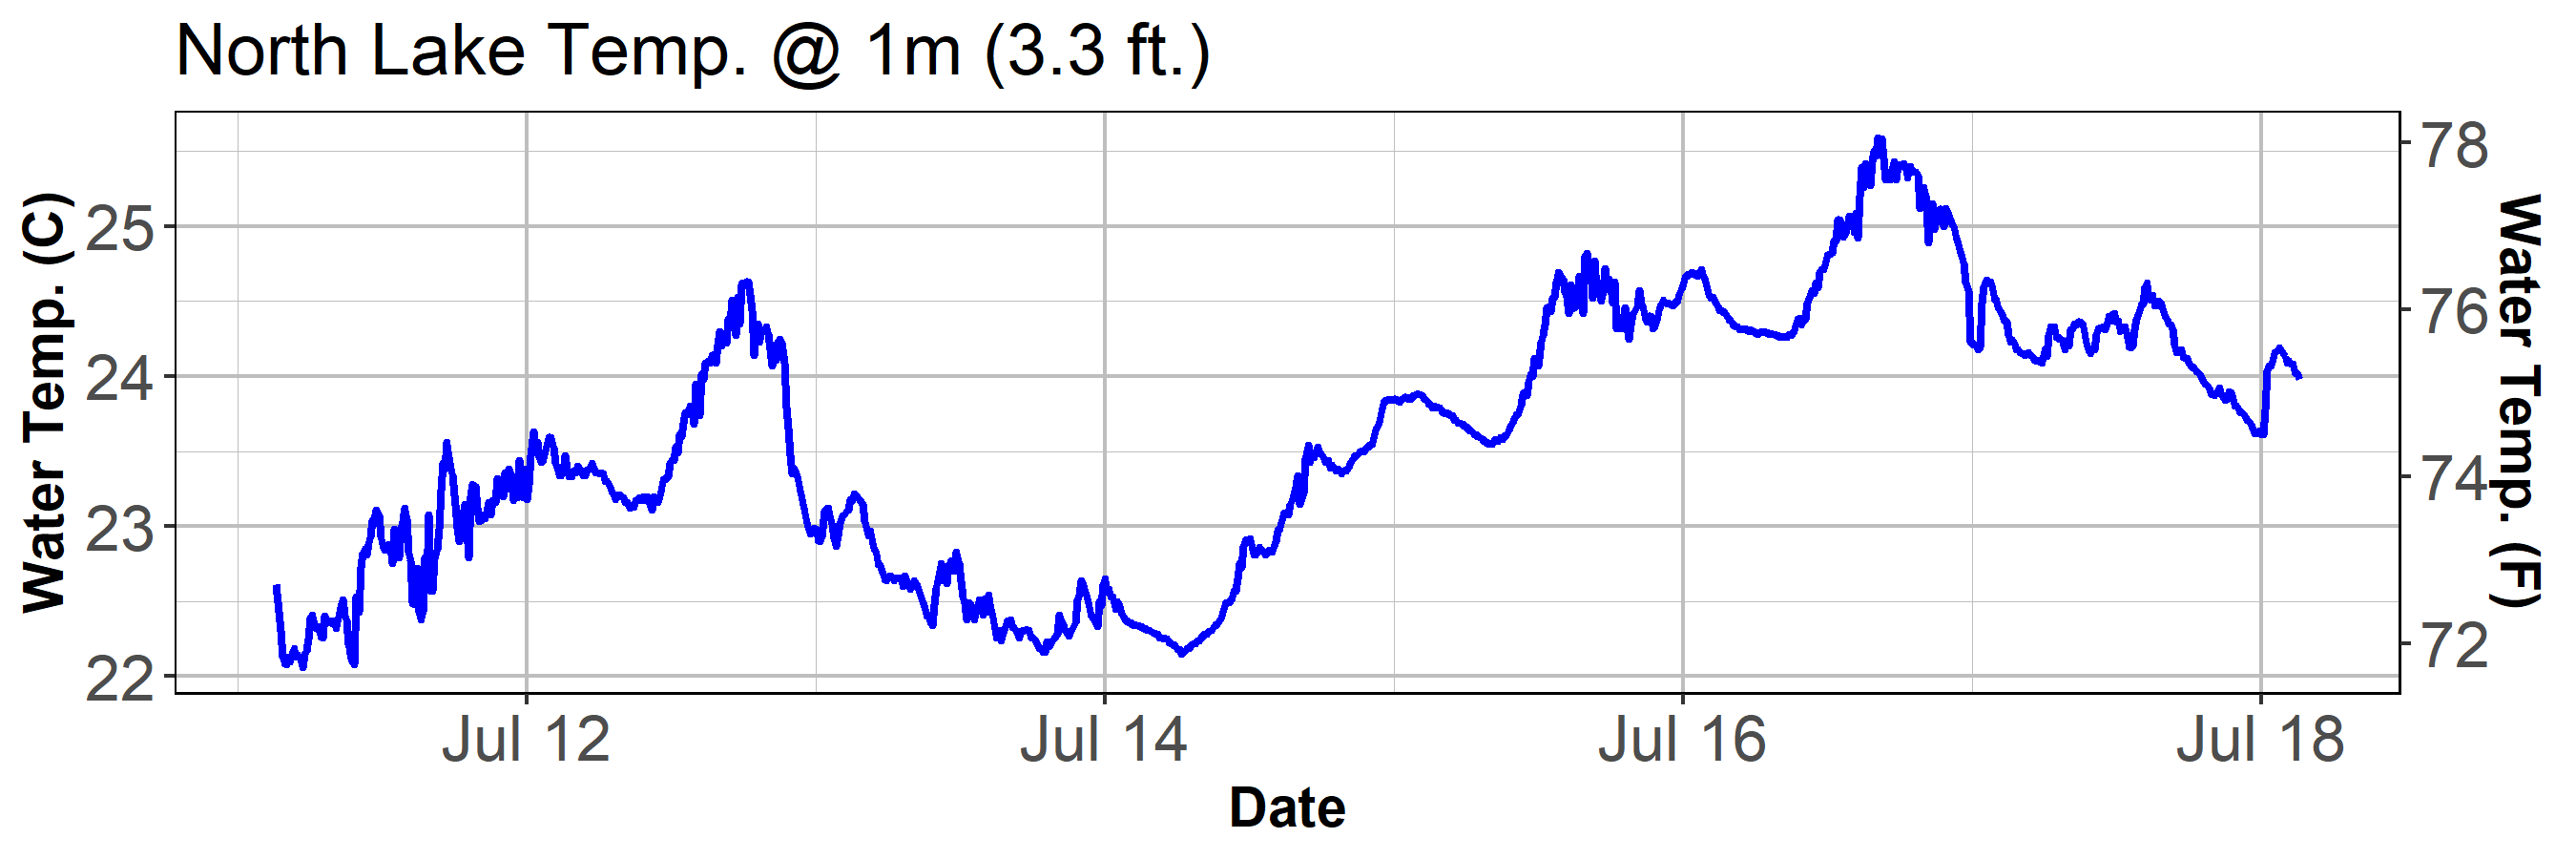 North Lake Temp. @ 1m (3.3 ft.)
Water Temp. (C)
25
24
23
22
78
76
74
72
Water Temp. (F)
Jul 12 Jul 14 Jul 16 Jul 18
Date